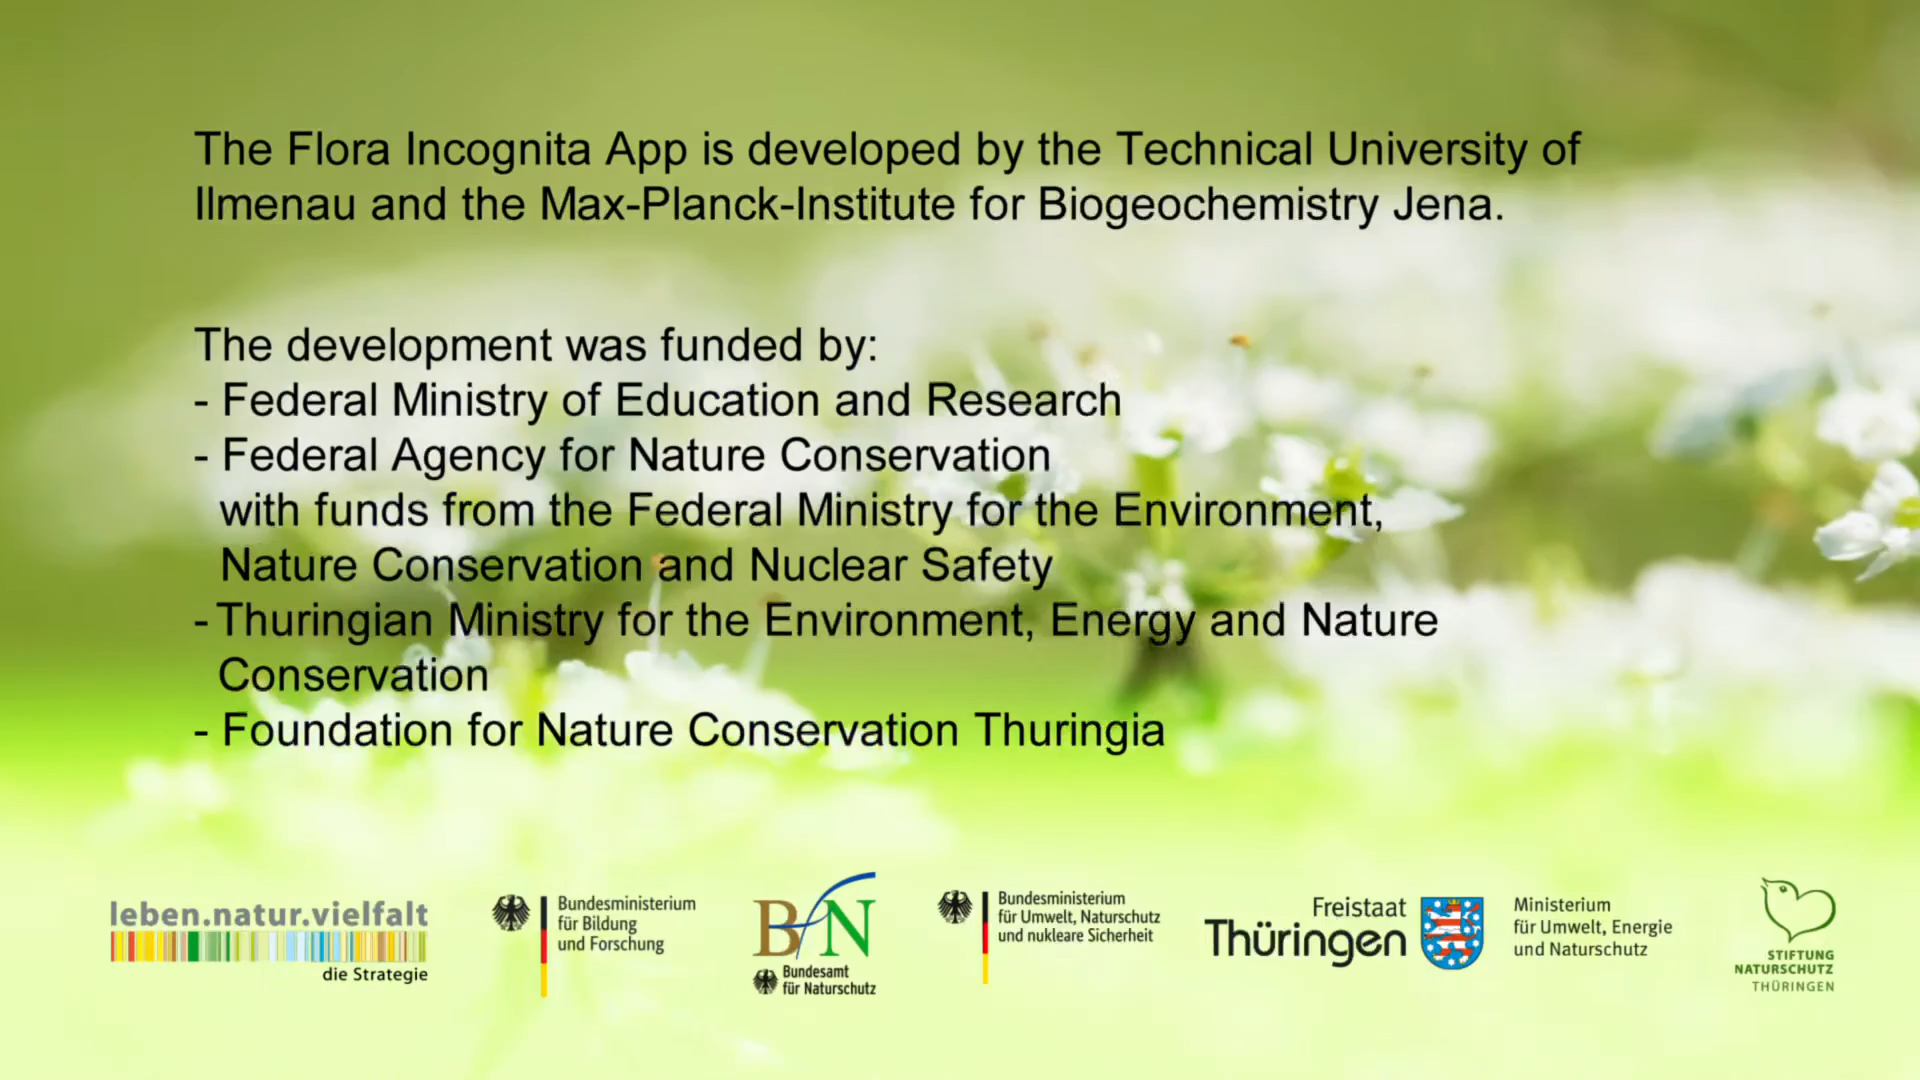 The Flora Incognita App is developed by the Technical University of
Ilmenau and the Max-Planck-Institute for Biogeochemistry Jena.
The development was funded by:
- Federal Ministry of Education and Research
- Federal Agency for Nature Conservation
with funds from the Federal Ministry for the Environment,
Nature Conservation and Nuclear Safety
- Thuringian Ministry for the Environment, Energy and Nature
Conservation
- Foundation for Nature Conservation Thuringia
leben.natur.vielfalt
die Strategie
Bundesministerium
für Bildung
und Forschung
BfN
Bundesamt
für Naturschutz
Bundesministerium
für Umwelt, Naturschutz
und nukleare Sicherheit
Freistaat
Thüringen
Ministerium
für Umwelt, Energie
und Naturschutz
STIFTUNG
NATURSCHUTZ
THÜRINGEN